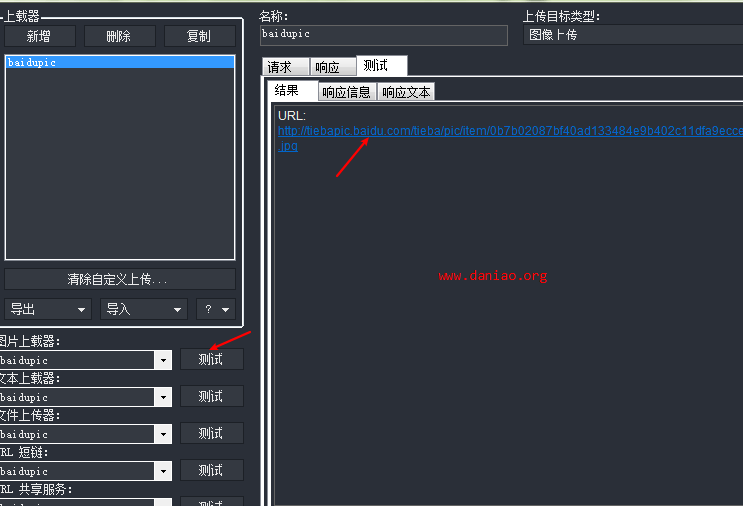 上载器
新增 删除 复制
baidupic
清除自定义上传...
导出 导入 ?
图片上载器:
baidupic 测试
文本上载器:
baidupic 测试
文件上传器:
baidupic 测试
RL 短链:
baidupic 测试
RL 共享服务:
baidupic 测试
名称:
baidupic
上传目标类型:
图像上传
请求 响应 测试
结果 响应信息 响应文本
URL:
http://tiebapic.baidu.com/tieba/pic/item/0b7b02087bf40ad133484e9b402c11dfa9ecce
.jpg
www.daniao.org